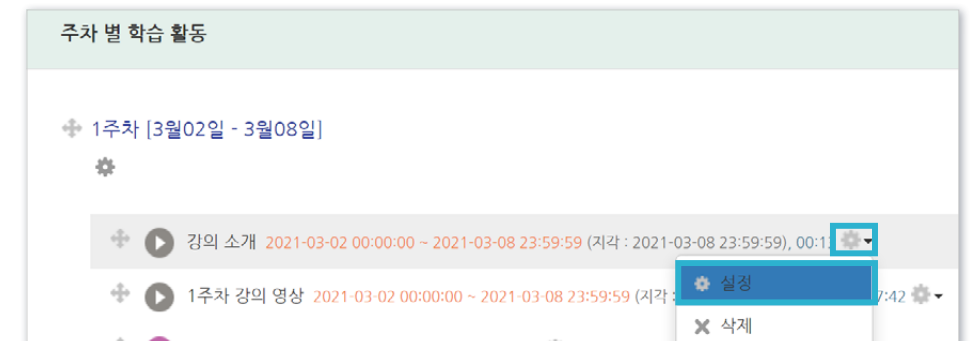 주차 별 학습 활동
1주차 [3월02일 - 3월08일]
강의 소개 2021-03-02 00:00:00 ~ 2021-03-08 23:59:59 (지각 : 2021-03-08 23:59:59), 00:1
설정
1주차 강의 영상 2021-03-02 00:00:00 ~ 2021-03-08 23:59:59 (지각 : 7:42
삭제